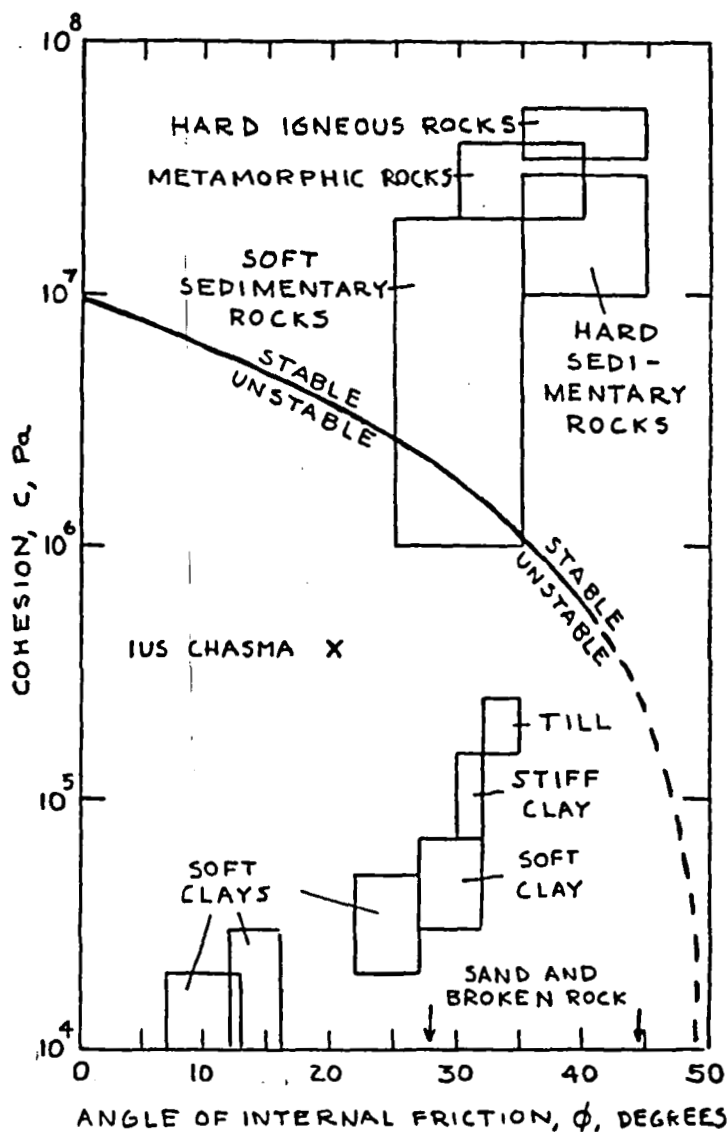 10⁸
HARD IGNEOUS ROCKS
METAMORPHIC ROCKS
SOFT
SEDIMENTARY
ROCKS
10⁷
HARD
SEDI-
MENTARY
ROCKS
STABLE
UNSTABLE
COHESION, C, Pa
10⁶
STABLE
UNSTABLE
IUS CHASMA X
TILL
10⁵
STIFF
CLAY
SOFT
CLAYS
SOFT
CLAY
SAND AND
BROKEN ROCK
10⁴
0 10 20 30 40 50
ANGLE OF INTERNAL FRICTION, ϕ, DEGREES